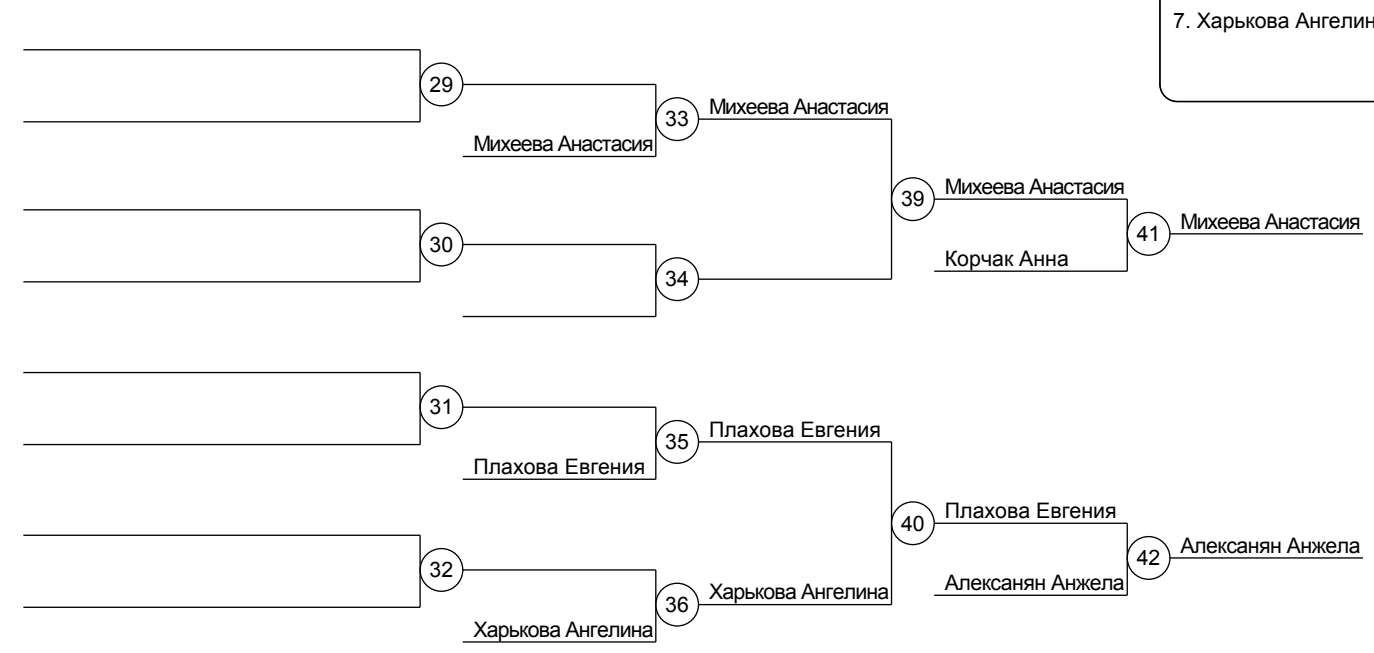 7. Харькова Ангелин
29
33
Михеева Анастасия
Михеева Анастасия
39
Михеева Анастасия
41
Михеева Анастасия
30
34
Корчак Анна
31
35
Плахова Евгения
Плахова Евгения
40
Плахова Евгения
42
Алексанян Анжела
32
36
Харькова Ангелина
Алексанян Анжела
Харькова Ангелина